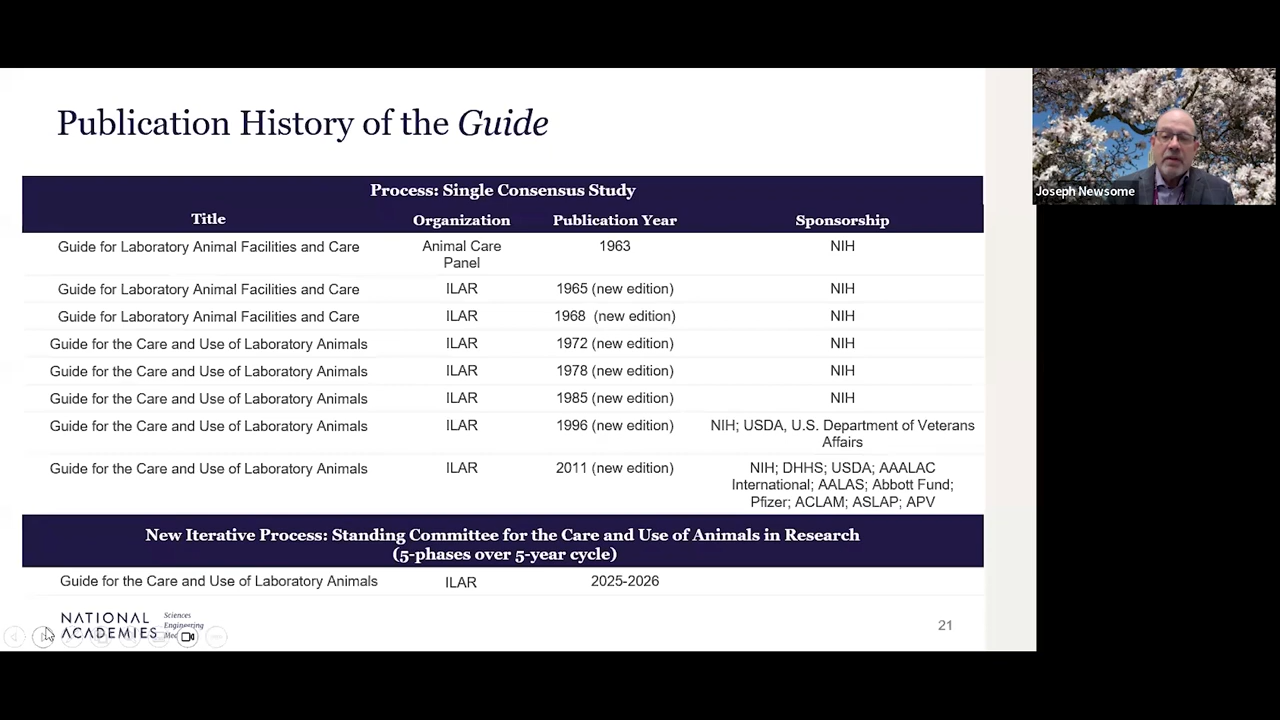 Publication History of the Guide
Joseph Newsome
Process: Single Consensus Study
Title Organization Publication Year Sponsorship
Guide for Laboratory Animal Facilities and Care Animal Care Panel 1963 NIH
Guide for Laboratory Animal Facilities and Care ILAR 1965 (new edition) NIH
Guide for Laboratory Animal Facilities and Care ILAR 1968 (new edition) NIH
Guide for the Care and Use of Laboratory Animals ILAR 1972 (new edition) NIH
Guide for the Care and Use of Laboratory Animals ILAR 1978 (new edition) NIH
Guide for the Care and Use of Laboratory Animals ILAR 1985 (new edition) NIH
Guide for the Care and Use of Laboratory Animals ILAR 1996 (new edition) NIH; USDA, U.S. Department of Veterans
Affairs
Guide for the Care and Use of Laboratory Animals ILAR 2011 (new edition) NIH; DHHS; USDA; AAALAC
International; AALAS; Abbott Fund;
Pfizer; ACLAM; ASLAP; APV
New Iterative Process: Standing Committee for the Care and Use of Animals in Research
(5-phases over 5-year cycle)
Guide for the Care and Use of Laboratory Animals ILAR 2025-2026
NATIONAL ACADEMIES
Sciences
Engineering
21